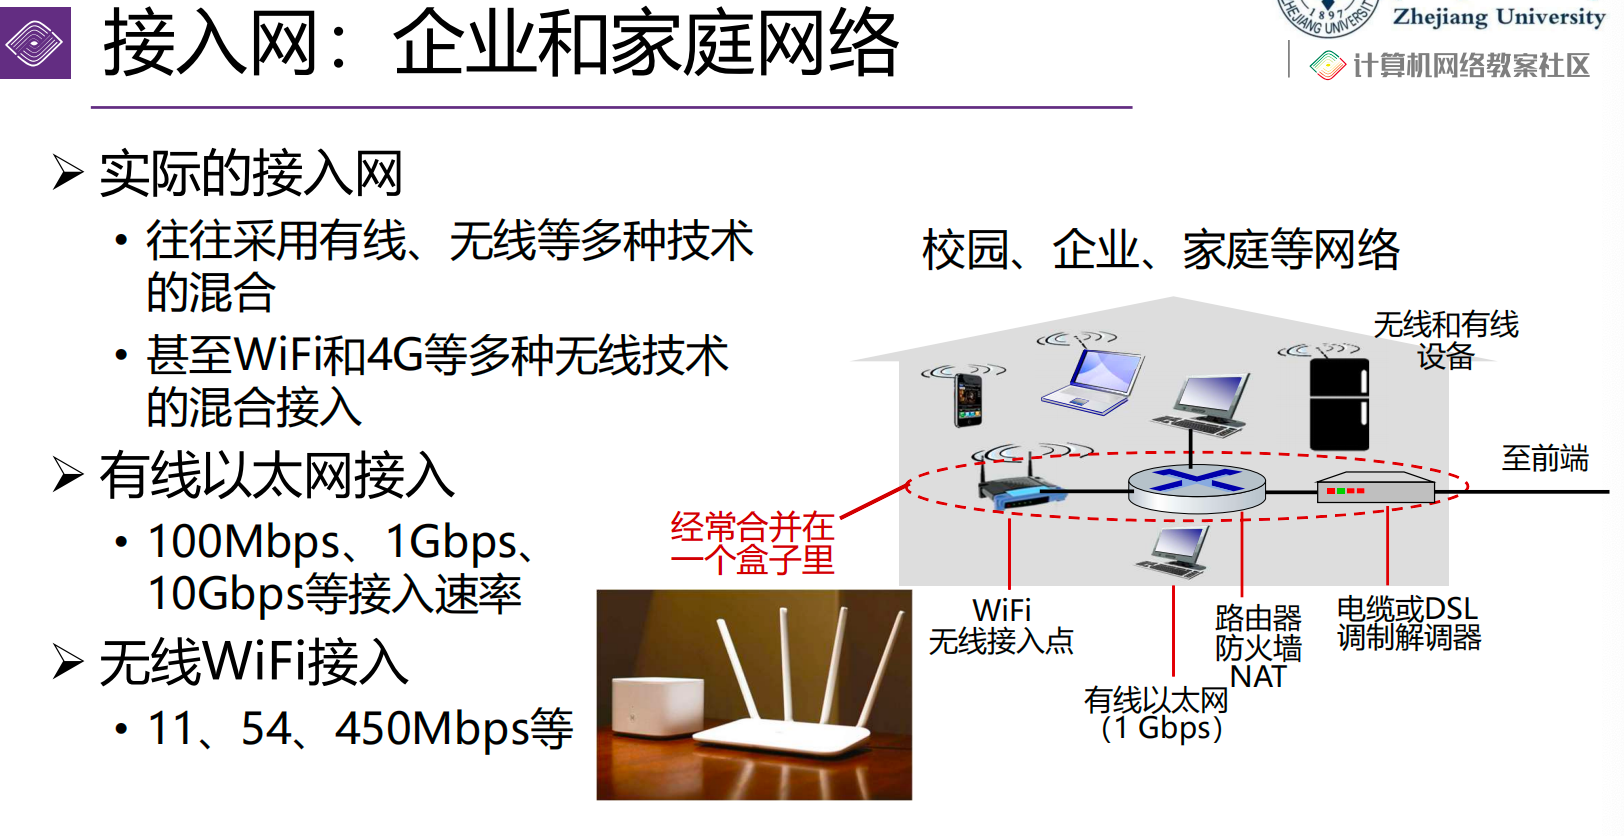 接入网：企业和家庭网络
1897
ZHEJIANG UNIVERSITY
Zhejiang University
计算机网络教案社区
➢ 实际的接入网
• 往往采用有线、无线等多种技术
的混合
• 甚至WiFi和4G等多种无线技术
的混合接入
➢ 有线以太网接入
• 100Mbps、1Gbps、
10Gbps等接入速率
➢ 无线WiFi接入
• 11、54、450Mbps等
校园、企业、家庭等网络
无线和有线
设备
至前端
经常合并在
一个盒子里
WiFi
无线接入点
有线以太网
（1 Gbps）
路由器
防火墙
NAT
电缆或DSL
调制解调器